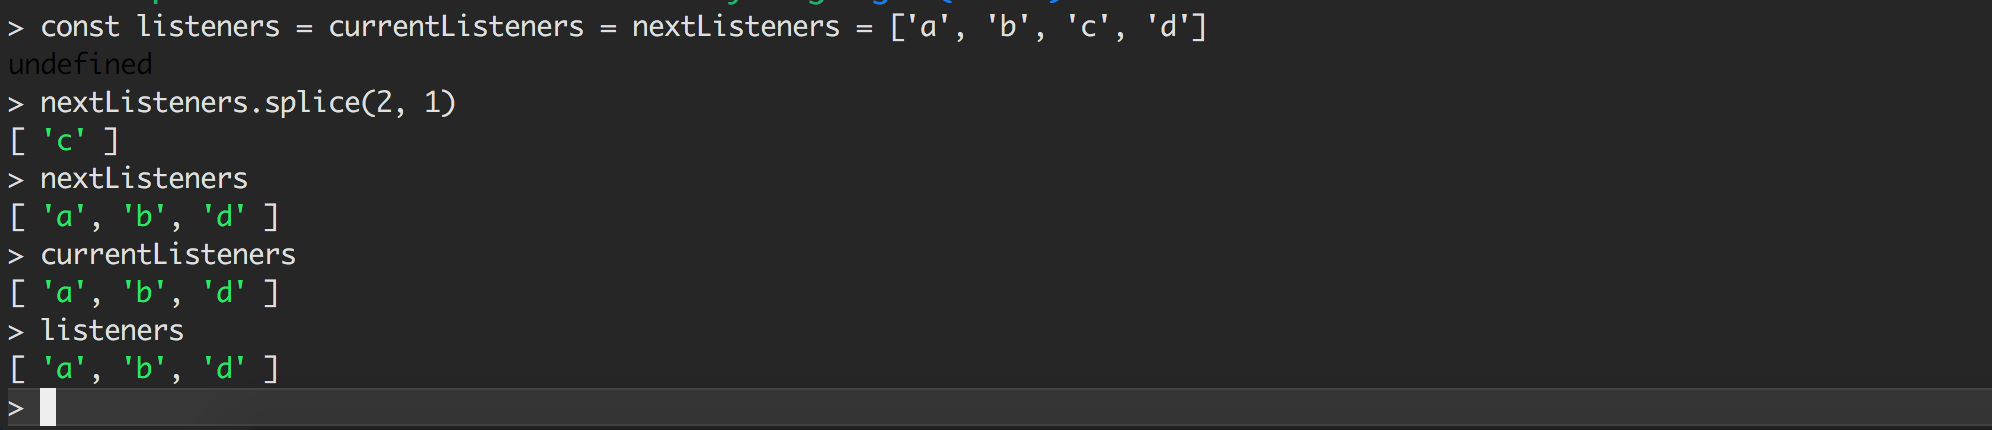 > const listeners = currentListeners = nextListeners = ['a', 'b', 'c', 'd']
undefined
> nextListeners.splice(2, 1)
[ 'c' ]
> nextListeners
[ 'a', 'b', 'd' ]
> currentListeners
[ 'a', 'b', 'd' ]
> listeners
[ 'a', 'b', 'd' ]
>